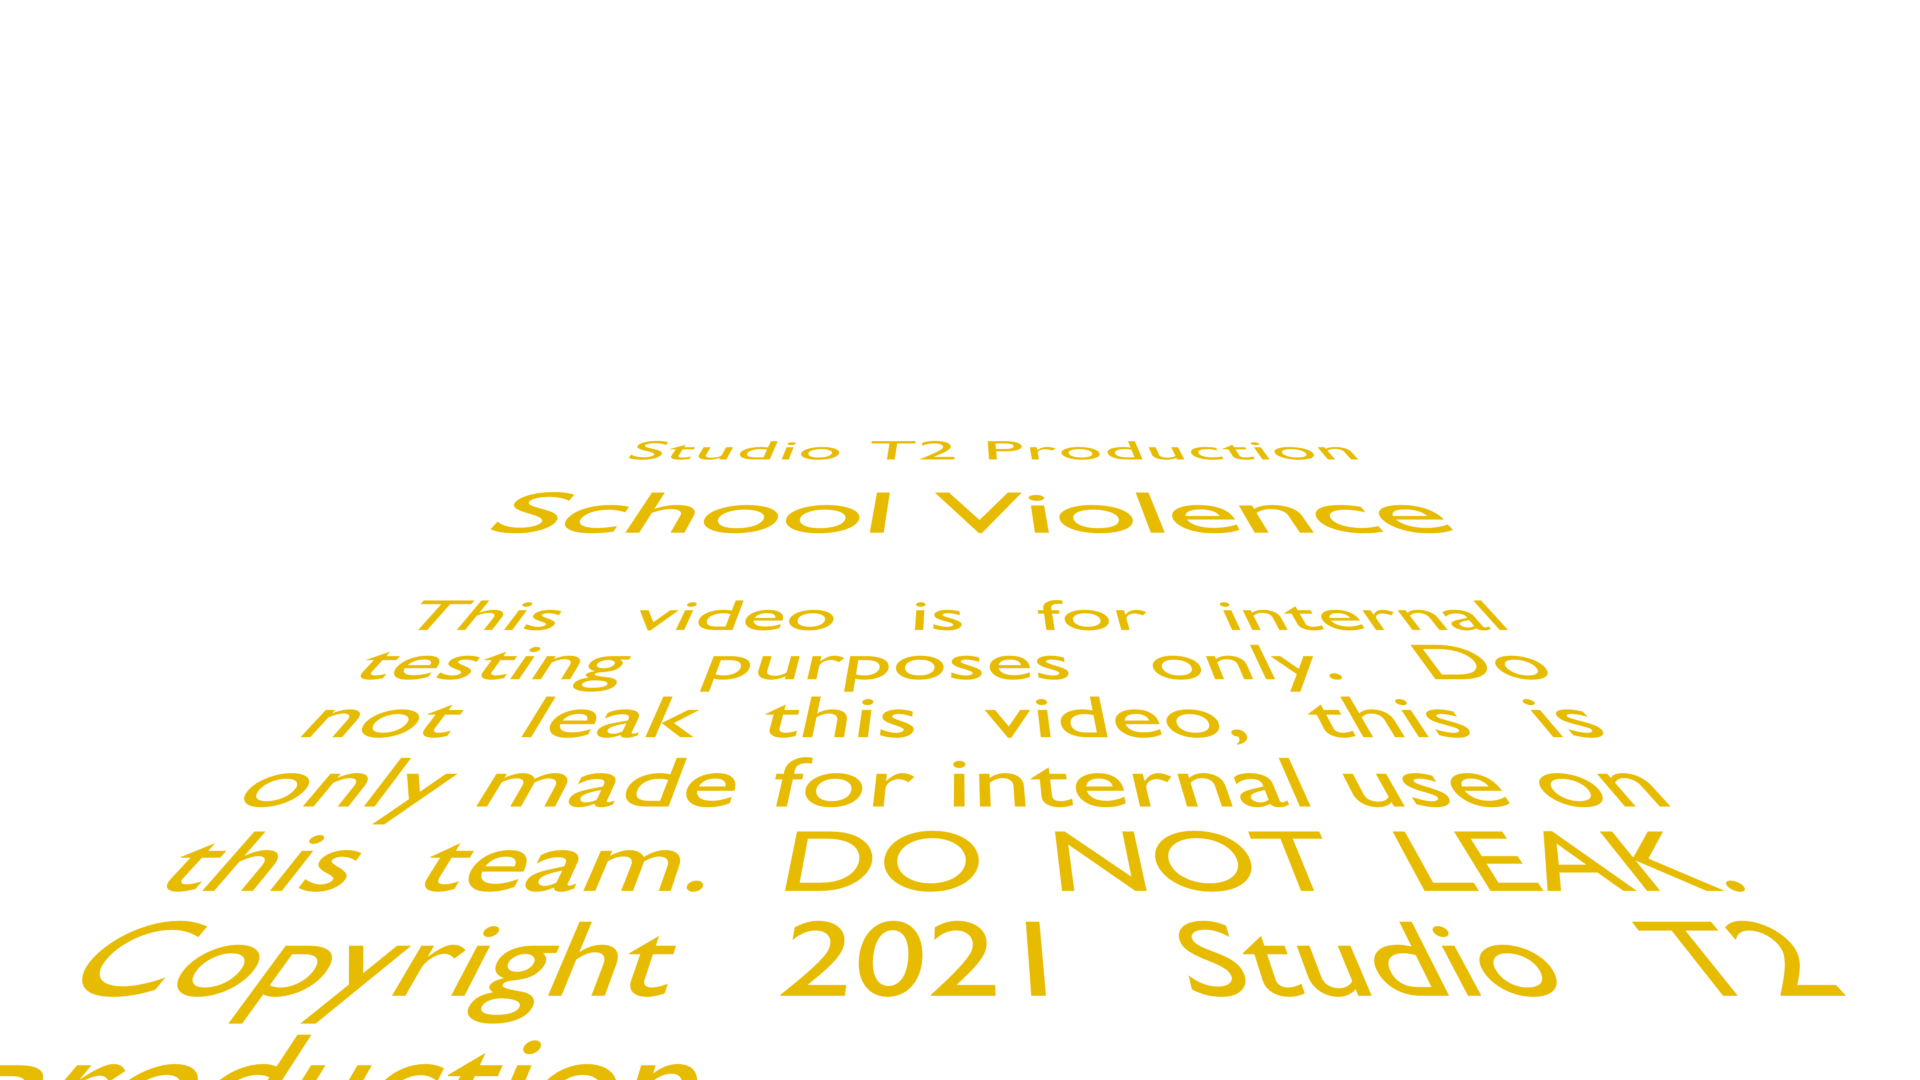 Studio T2 Production
School Violence
This video is for internal
testing purposes only. Do
not leak this video, this is
only made for internal use on
this team. DO NOT LEAK.
Copyright 2021 Studio T2
production